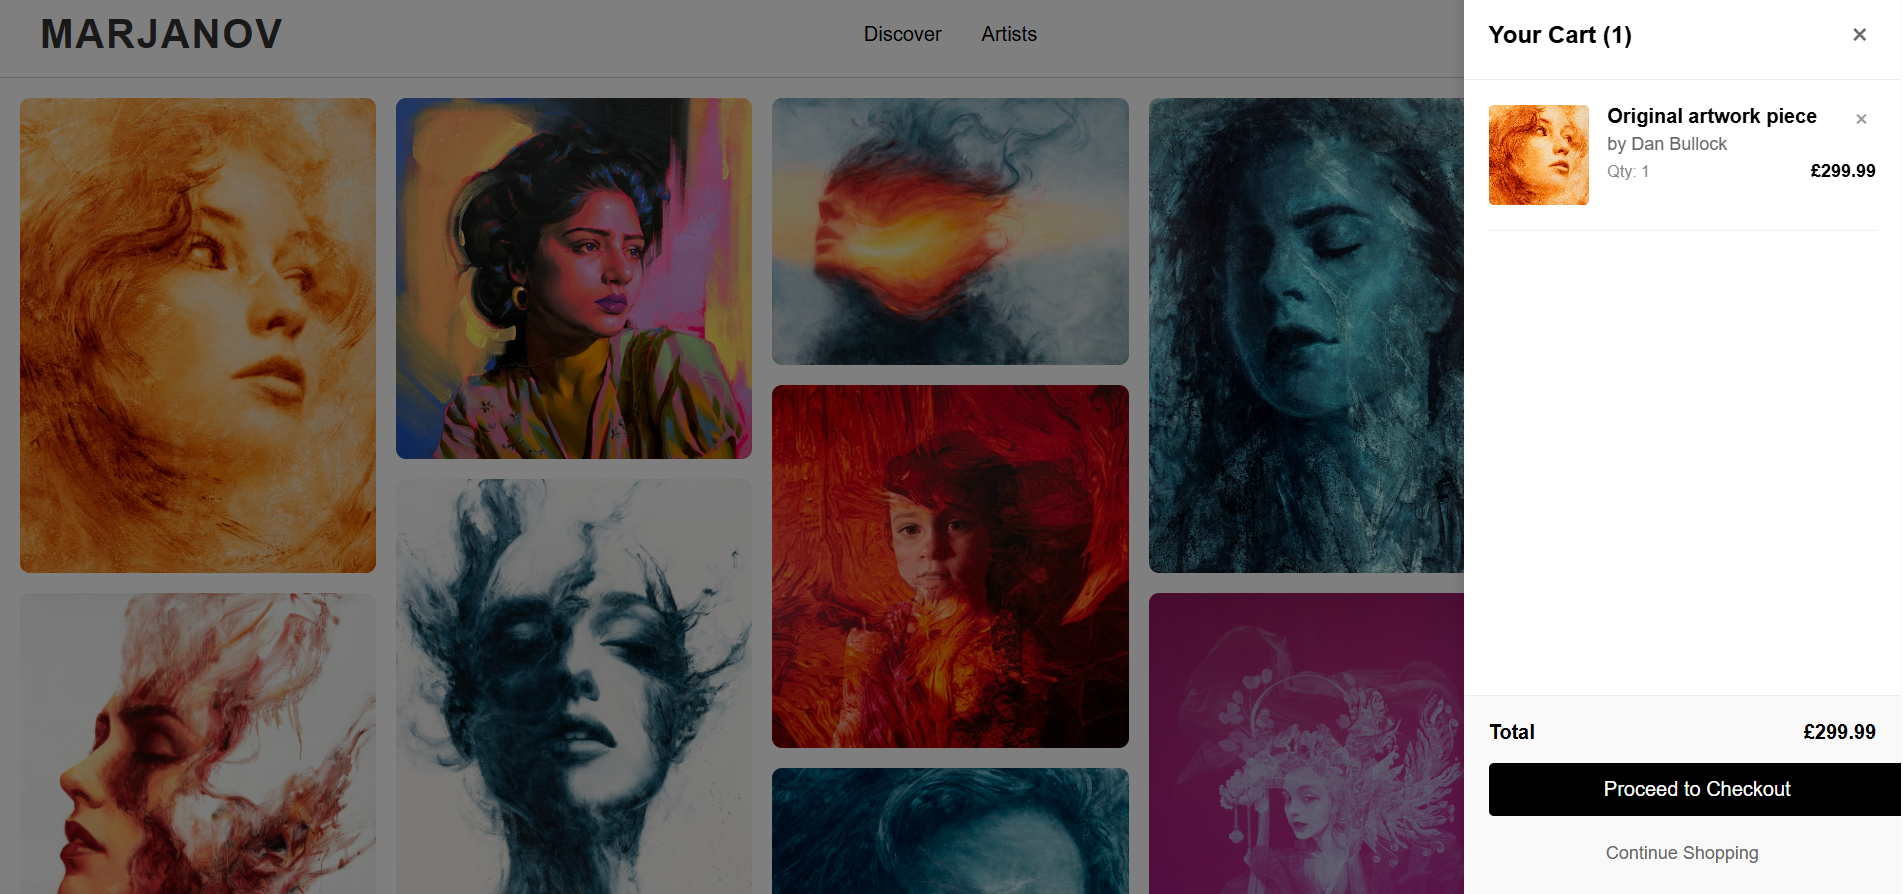 MARJANOV
Discover
Artists
Your Cart (1)
×
Original artwork piece
×
by Dan Bullock
Qty: 1
£299.99
Total
£299.99
Proceed to Checkout
Continue Shopping